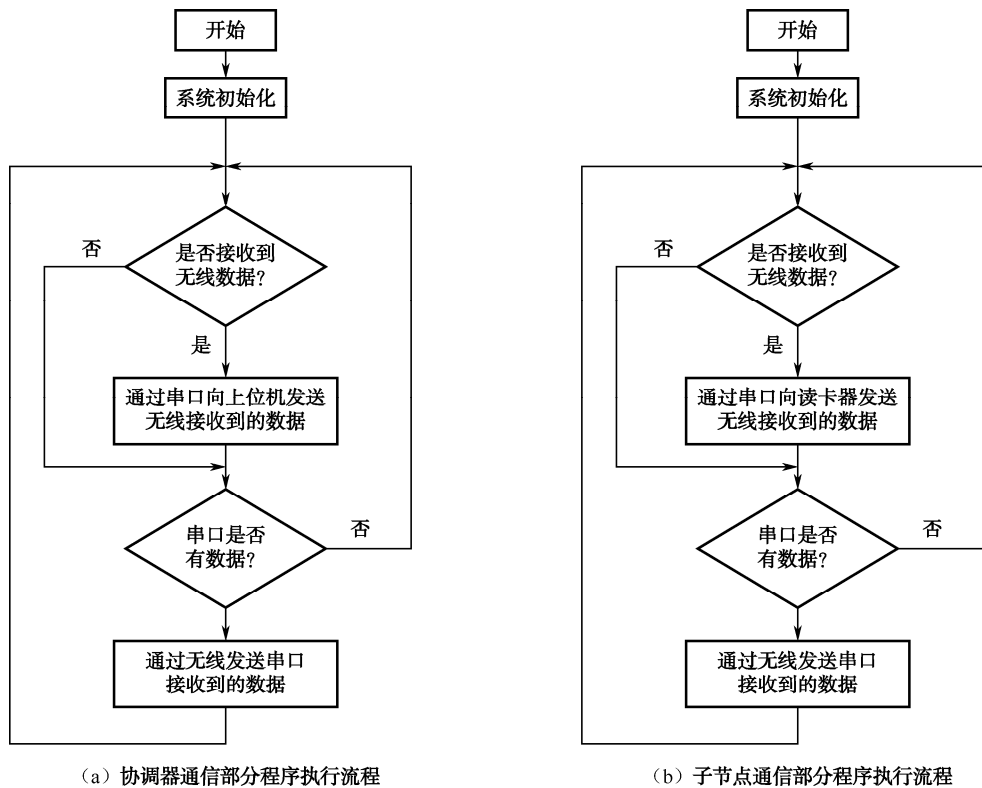 开始
系统初始化
否
是否接收到
无线数据?
是
通过串口向上位机发送
无线接收到的数据
串口是否
有数据?
否
通过无线发送串口
接收到的数据
(a) 协调器通信部分程序执行流程
开始
系统初始化
否
是否接收到
无线数据?
是
通过串口向读卡器发送
无线接收到的数据
串口是否
有数据?
否
通过无线发送串口
接收到的数据
(b) 子节点通信部分程序执行流程